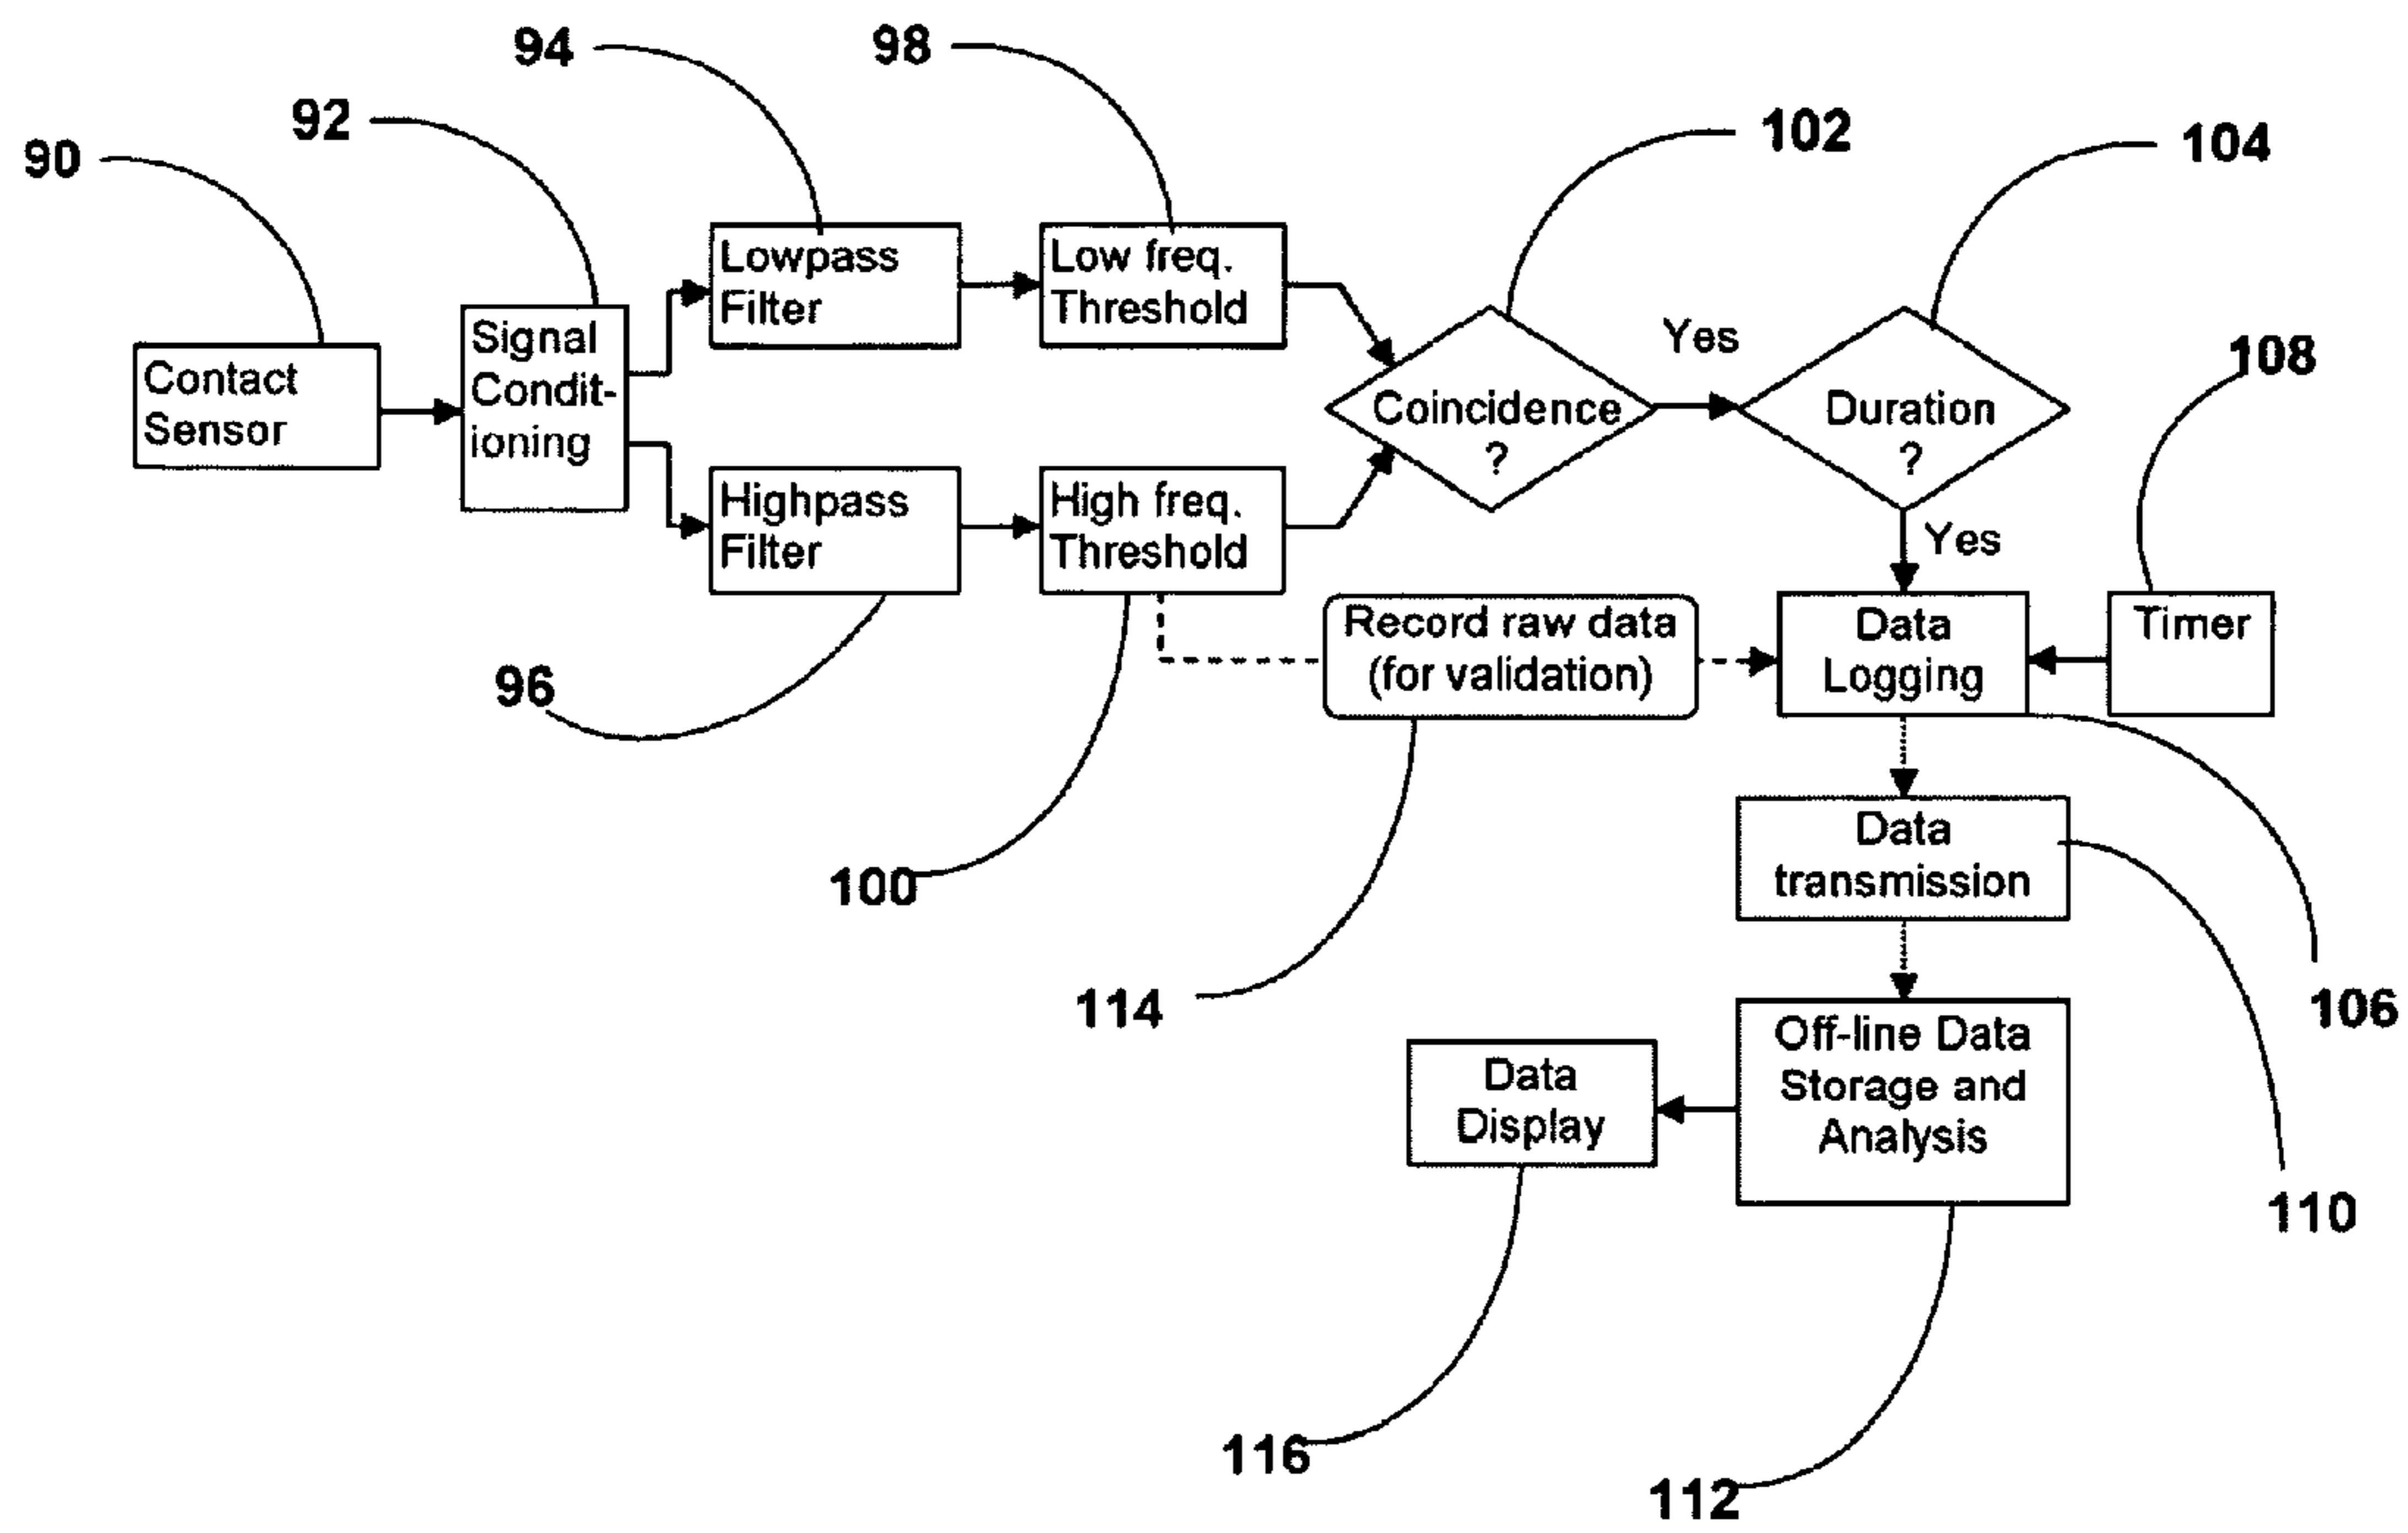 94
98
92
102
104
90
Lowpass
Filter
Low freq.
Threshold
Signal
Condit-
ioning
Contact
Sensor
Yes
108
Coincidence
?
Duration
?
Highpass
Filter
High freq.
Threshold
Yes
Record raw data
(for validation)
Data
Logging
Timer
96
100
Data
transmission
114
106
Off-line Data
Storage and
Analysis
Data
Display
110
116
112